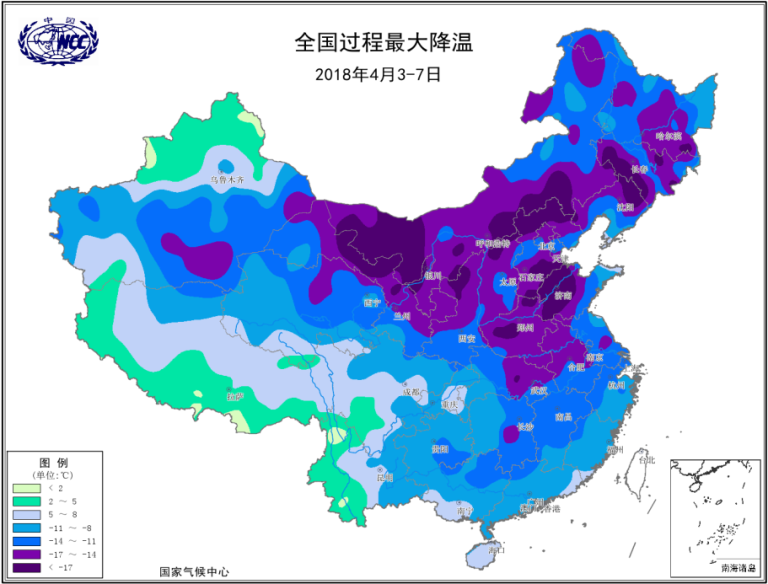 中国
NCC
全国过程最大降温
2018年4月3-7日
哈尔滨
长春
乌鲁木齐
沈阳
呼和浩特
北京
天津
银川
石家庄
太原
济南
西宁
兰州
郑州
西安
南京
合肥
拉萨
成都
武汉
杭州
重庆
南昌
长沙
贵阳
福州
台北
昆明
广州
南宁
澳门 香港
海口
图 例
(单位:℃)
< 2
2 ~ 5
5 ~ 8
-11 ~ -8
-14 ~ -11
-17 ~ -14
< -17
国家气候中心
南海诸岛